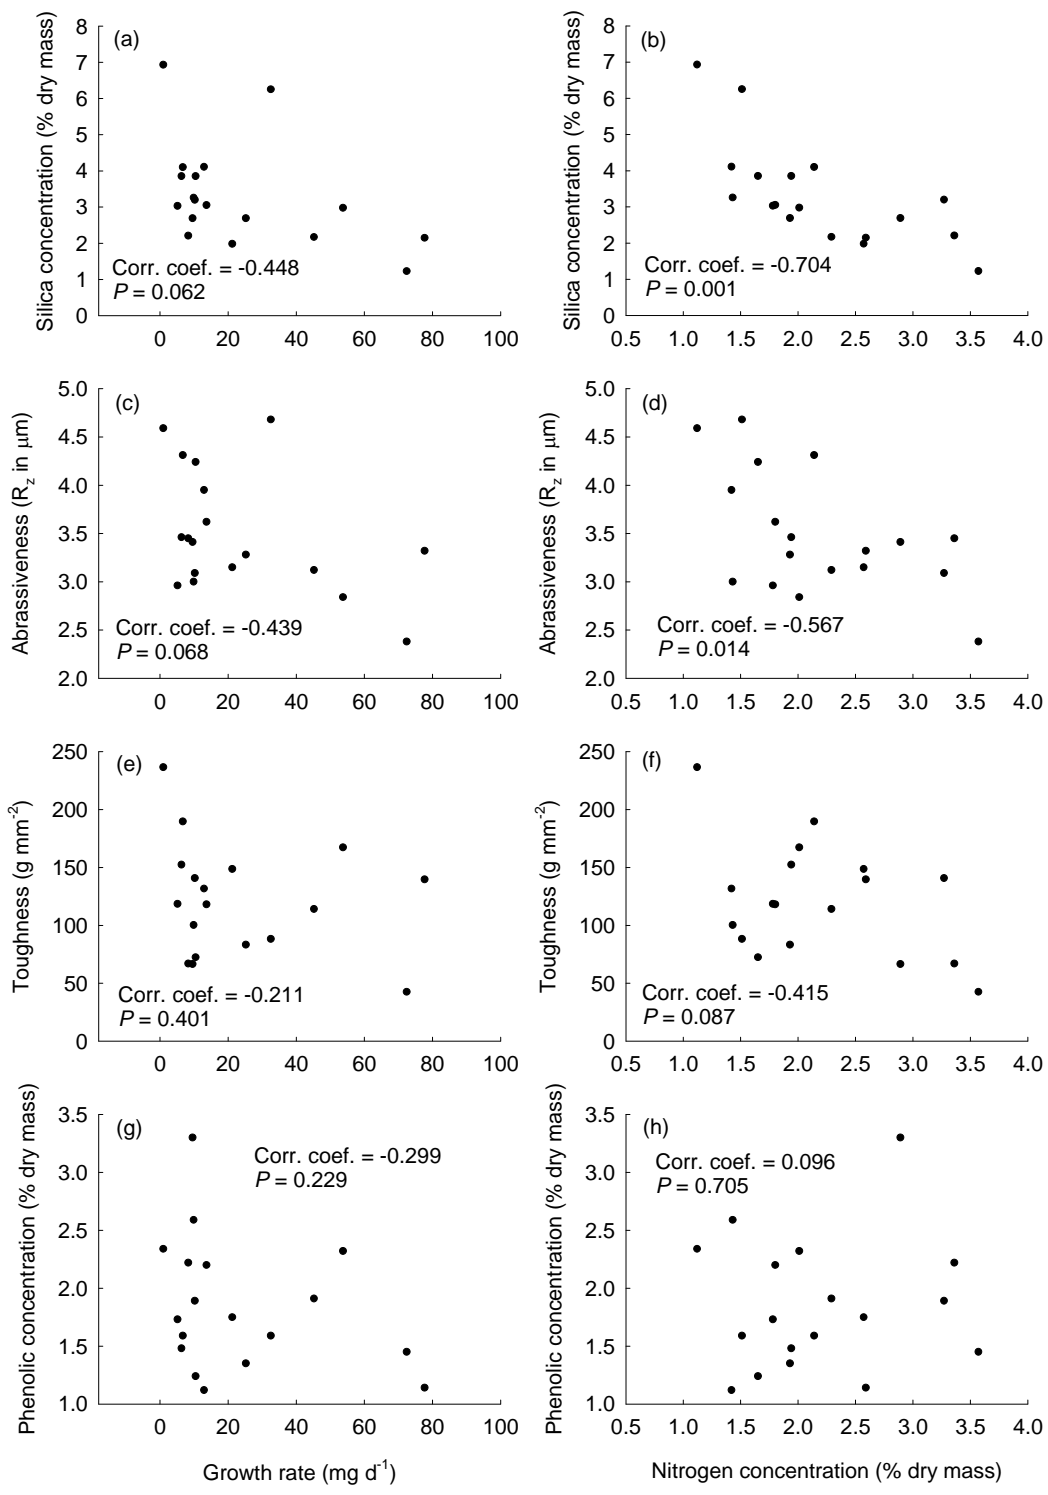 (a)
Silica concentration (% dry mass)
8
7
6
5
4
3
2
1
0
Corr. coef. = -0.448
P = 0.062
0 20 40 60 80 100
(b)
Silica concentration (% dry mass)
8
7
6
5
4
3
2
1
0
Corr. coef. = -0.704
P = 0.001
0.5 1.0 1.5 2.0 2.5 3.0 3.5 4.0
(c)
Abrassiveness (Rz in μm)
5.0
4.5
4.0
3.5
3.0
2.5
2.0
Corr. coef. = -0.439
P = 0.068
0 20 40 60 80 100
(d)
Abrassiveness (Rz in μm)
5.0
4.5
4.0
3.5
3.0
2.5
2.0
Corr. coef. = -0.567
P = 0.014
0.5 1.0 1.5 2.0 2.5 3.0 3.5 4.0
(e)
Toughness (g mm-2)
250
200
150
100
50
0
Corr. coef. = -0.211
P = 0.401
0 20 40 60 80 100
(f)
Toughness (g mm-2)
250
200
150
100
50
0
Corr. coef. = -0.415
P = 0.087
0.5 1.0 1.5 2.0 2.5 3.0 3.5 4.0
(g)
Phenolic concentration (% dry mass)
3.5
3.0
2.5
2.0
1.5
1.0
Corr. coef. = -0.299
P = 0.229
0 20 40 60 80 100
Growth rate (mg d-1)
(h)
Phenolic concentration (% dry mass)
3.5
3.0
2.5
2.0
1.5
1.0
Corr. coef. = 0.096
P = 0.705
0.5 1.0 1.5 2.0 2.5 3.0 3.5 4.0
Nitrogen concentration (% dry mass)